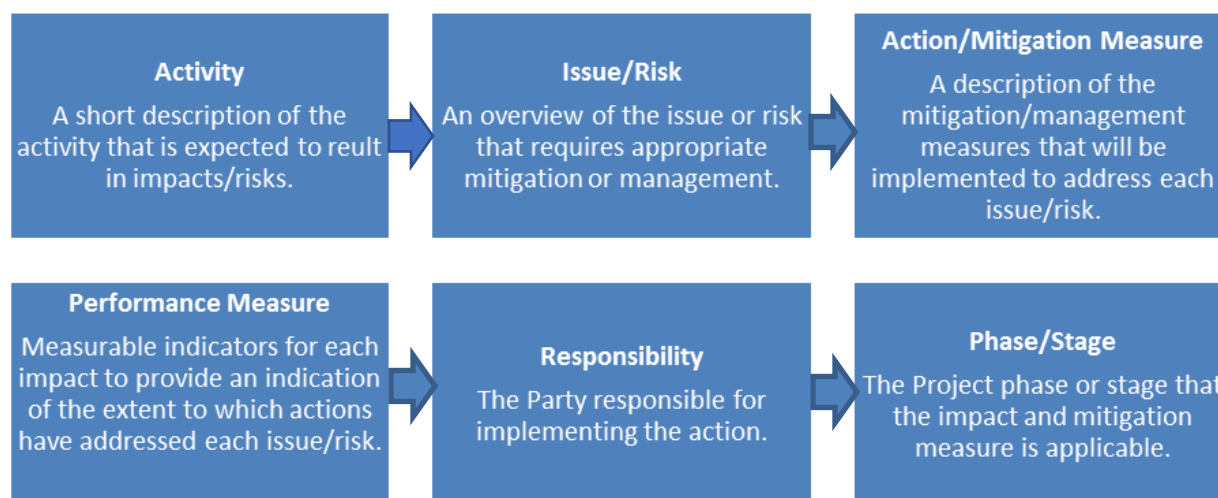 Activity
A short description of the
activity that is expected to reult
in impacts/risks.
Issue/Risk
An overview of the issue or risk
that requires appropriate
mitigation or management.
Action/Mitigation Measure
A description of the
mitigation/management
measures that will be
implemented to address each
issue/risk.
Performance Measure
Measurable indicators for each
impact to provide an indication
of the extent to which actions
have addressed each issue/risk.
Responsibility
The Party responsible for
implementing the action.
Phase/Stage
The Project phase or stage that
the impact and mitigation
measure is applicable.